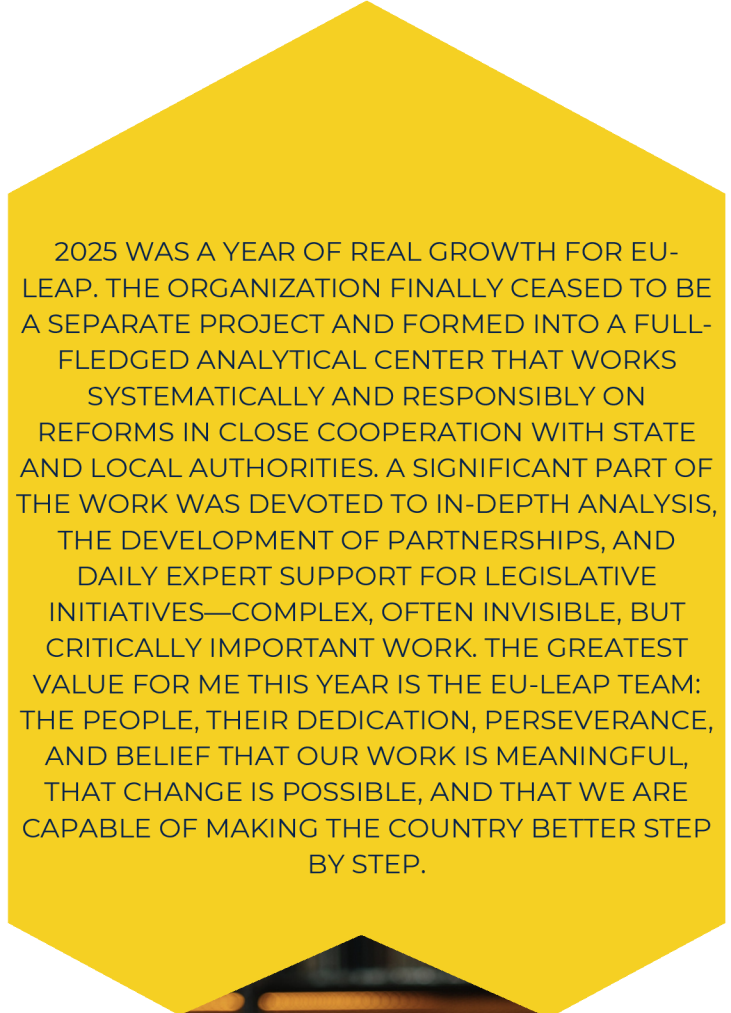 2025 WAS A YEAR OF REAL GROWTH FOR EU-
LEAP. THE ORGANIZATION FINALLY CEASED TO BE
A SEPARATE PROJECT AND FORMED INTO A FULL-
FLEDGED ANALYTICAL CENTER THAT WORKS
SYSTEMATICALLY AND RESPONSIBLY ON
REFORMS IN CLOSE COOPERATION WITH STATE
AND LOCAL AUTHORITIES. A SIGNIFICANT PART OF
THE WORK WAS DEVOTED TO IN-DEPTH ANALYSIS,
THE DEVELOPMENT OF PARTNERSHIPS, AND
DAILY EXPERT SUPPORT FOR LEGISLATIVE
INITIATIVES—COMPLEX, OFTEN INVISIBLE, BUT
CRITICALLY IMPORTANT WORK. THE GREATEST
VALUE FOR ME THIS YEAR IS THE EU-LEAP TEAM:
THE PEOPLE, THEIR DEDICATION, PERSEVERANCE,
AND BELIEF THAT OUR WORK IS MEANINGFUL,
THAT CHANGE IS POSSIBLE, AND THAT WE ARE
CAPABLE OF MAKING THE COUNTRY BETTER STEP
BY STEP.